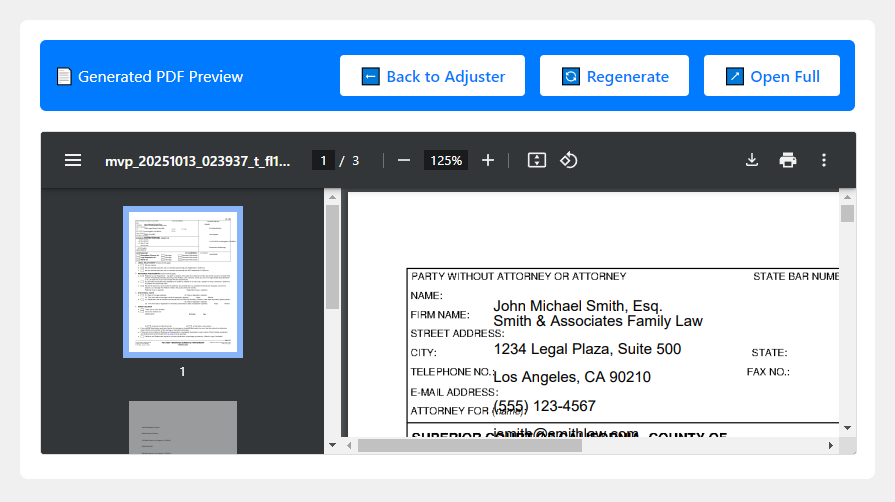 Generated PDF Preview
Back to Adjuster
Regenerate
Open Full
mvp_20251013_023937_t_fl1...
1 / 3
125%
PARTY WITHOUT ATTORNEY OR ATTORNEY
STATE BAR NUME
NAME:
John Michael Smith, Esq.
FIRM NAME:
Smith & Associates Family Law
STREET ADDRESS:
1234 Legal Plaza, Suite 500
CITY:
STATE:
TELEPHONE NO.:
Los Angeles, CA 90210
FAX NO.:
E-MAIL ADDRESS:
(555) 123-4567
ATTORNEY FOR (name):
jsmith@smithlaw.com
SUPERIOR COURT OF CALIFORNIA, COUNTY OF
1